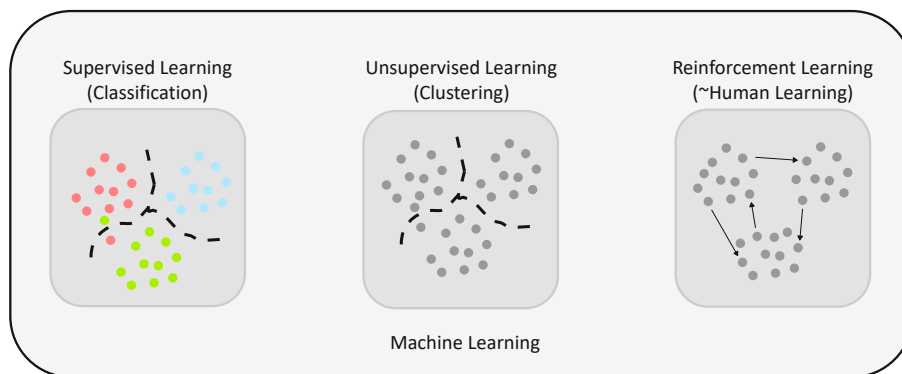 Supervised Learning
(Classification)
Unsupervised Learning
(Clustering)
Reinforcement Learning
(~Human Learning)
Machine Learning